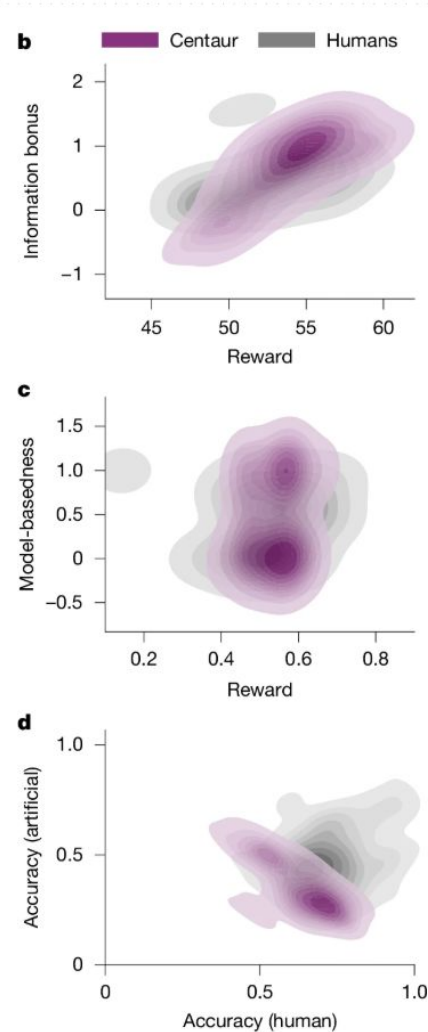 b Centaur Humans
2
1
0
−1
Information bonus
45 50 55 60
Reward
c
1.5
1.0
0.5
0
−0.5
Model-basedness
0.2 0.4 0.6 0.8
Reward
d
1.0
0.5
0
Accuracy (artificial)
0 0.5 1.0
Accuracy (human)